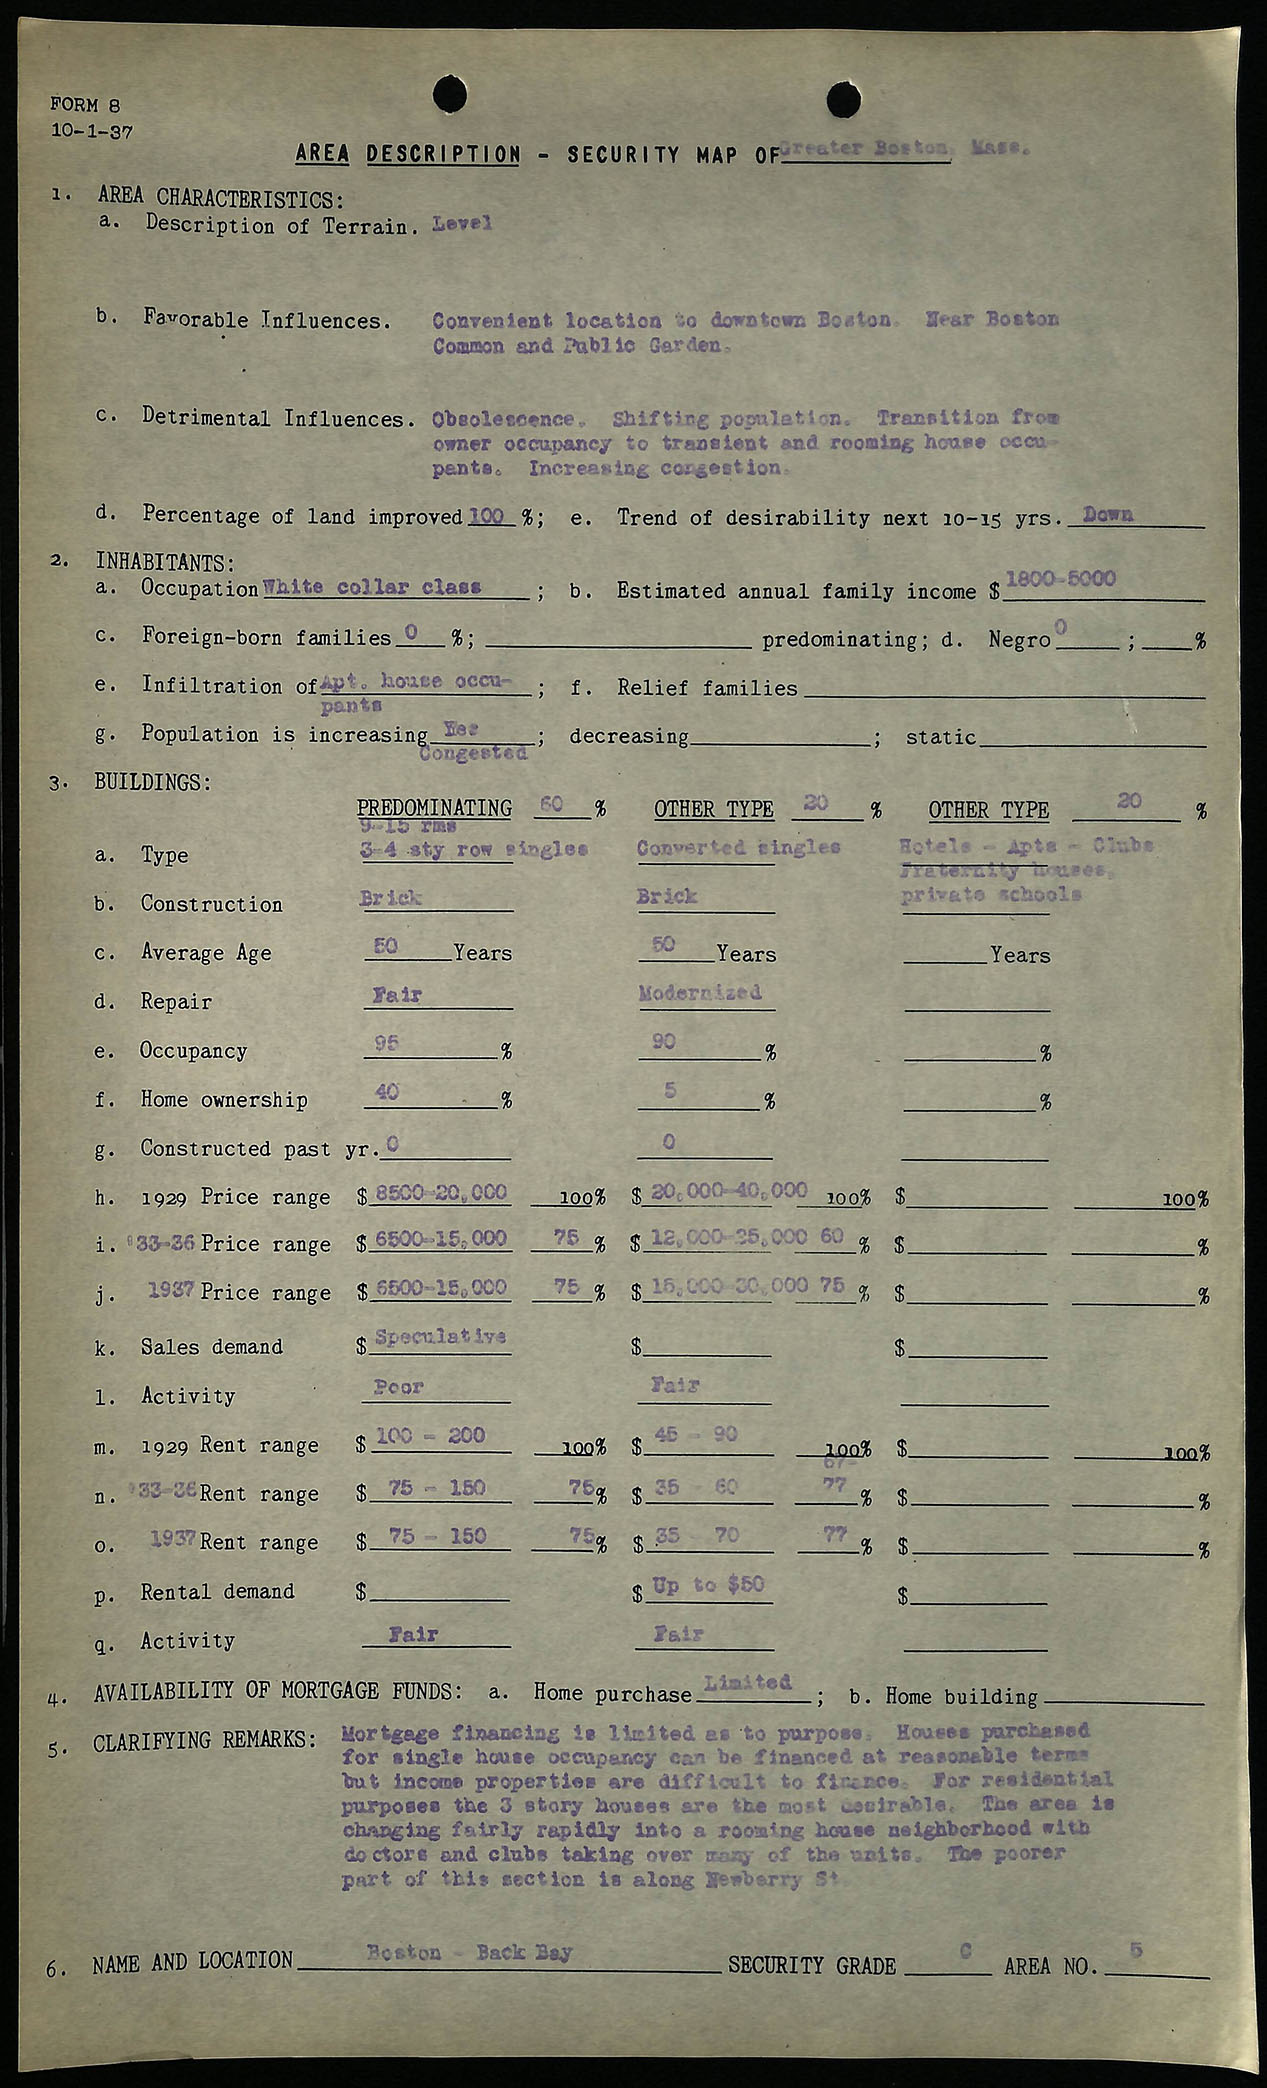 FORM 8
10-1-37
AREA DESCRIPTION - SECURITY MAP OF Greater Boston, Mass.
1. AREA CHARACTERISTICS:
a. Description of Terrain. Level
b. Favorable Influences. Convenient location to downtown Boston. Near Boston
Common and Public Garden.
c. Detrimental Influences. Obsolescence. Shifting population. Transition from
owner occupancy to transient and rooming house occu-
pants. Increasing congestion.
d. Percentage of land improved 100 %; e. Trend of desirability next 10-15 yrs. Down
2. INHABITANTS:
a. Occupation White collar class ; b. Estimated annual family income $ 1800-5000
c. Foreign-born families 0 %; predominating; d. Negro 0 ; %
e. Infiltration of Apt. house occu- ; f. Relief families
pants
g. Population is increasing Yes ; decreasing ; static
Congested
3. BUILDINGS:
PREDOMINATING 60 % OTHER TYPE 20 % OTHER TYPE 20 %
9-15 rms
a. Type 3-4 sty row singles Converted singles Hotels - Apts - Clubs
Fraternity houses,
b. Construction Brick Brick private schools
c. Average Age 50 Years 50 Years Years
d. Repair Fair Modernized
e. Occupancy 95 % 90 % %
f. Home ownership 40 % 5 % %
g. Constructed past yr. 0 0
h. 1929 Price range $ 8500-20,000 100% $ 20,000-40,000 100% $ 100%
i. '33-36 Price range $ 6500-15,000 75 % $ 12,000-25,000 60 % $ %
j. 1937 Price range $ 6500-15,000 75 % $ 15,000-30,000 75 % $ %
k. Sales demand $ Speculative $ $
l. Activity Poor Fair
m. 1929 Rent range $ 100 - 200 100% $ 45 - 90 100% $ 100%
67-
n. '33-36 Rent range $ 75 - 150 75% $ 35 - 60 77 % $ %
o. 1937 Rent range $ 75 - 150 75% $ 35 - 70 77 % $ %
p. Rental demand $ $ Up to $50 $
q. Activity Fair Fair
4. AVAILABILITY OF MORTGAGE FUNDS: a. Home purchase Limited ; b. Home building
5. CLARIFYING REMARKS: Mortgage financing is limited as to purpose. Houses purchased
for single house occupancy can be financed at reasonable terms
but income properties are difficult to finance. For residential
purposes the 3 story houses are the most desirable. The area is
changing fairly rapidly into a rooming house neighborhood with
doctors and clubs taking over many of the units. The poorer
part of this section is along Newberry St.
6. NAME AND LOCATION Boston - Back Bay SECURITY GRADE C AREA NO. 5